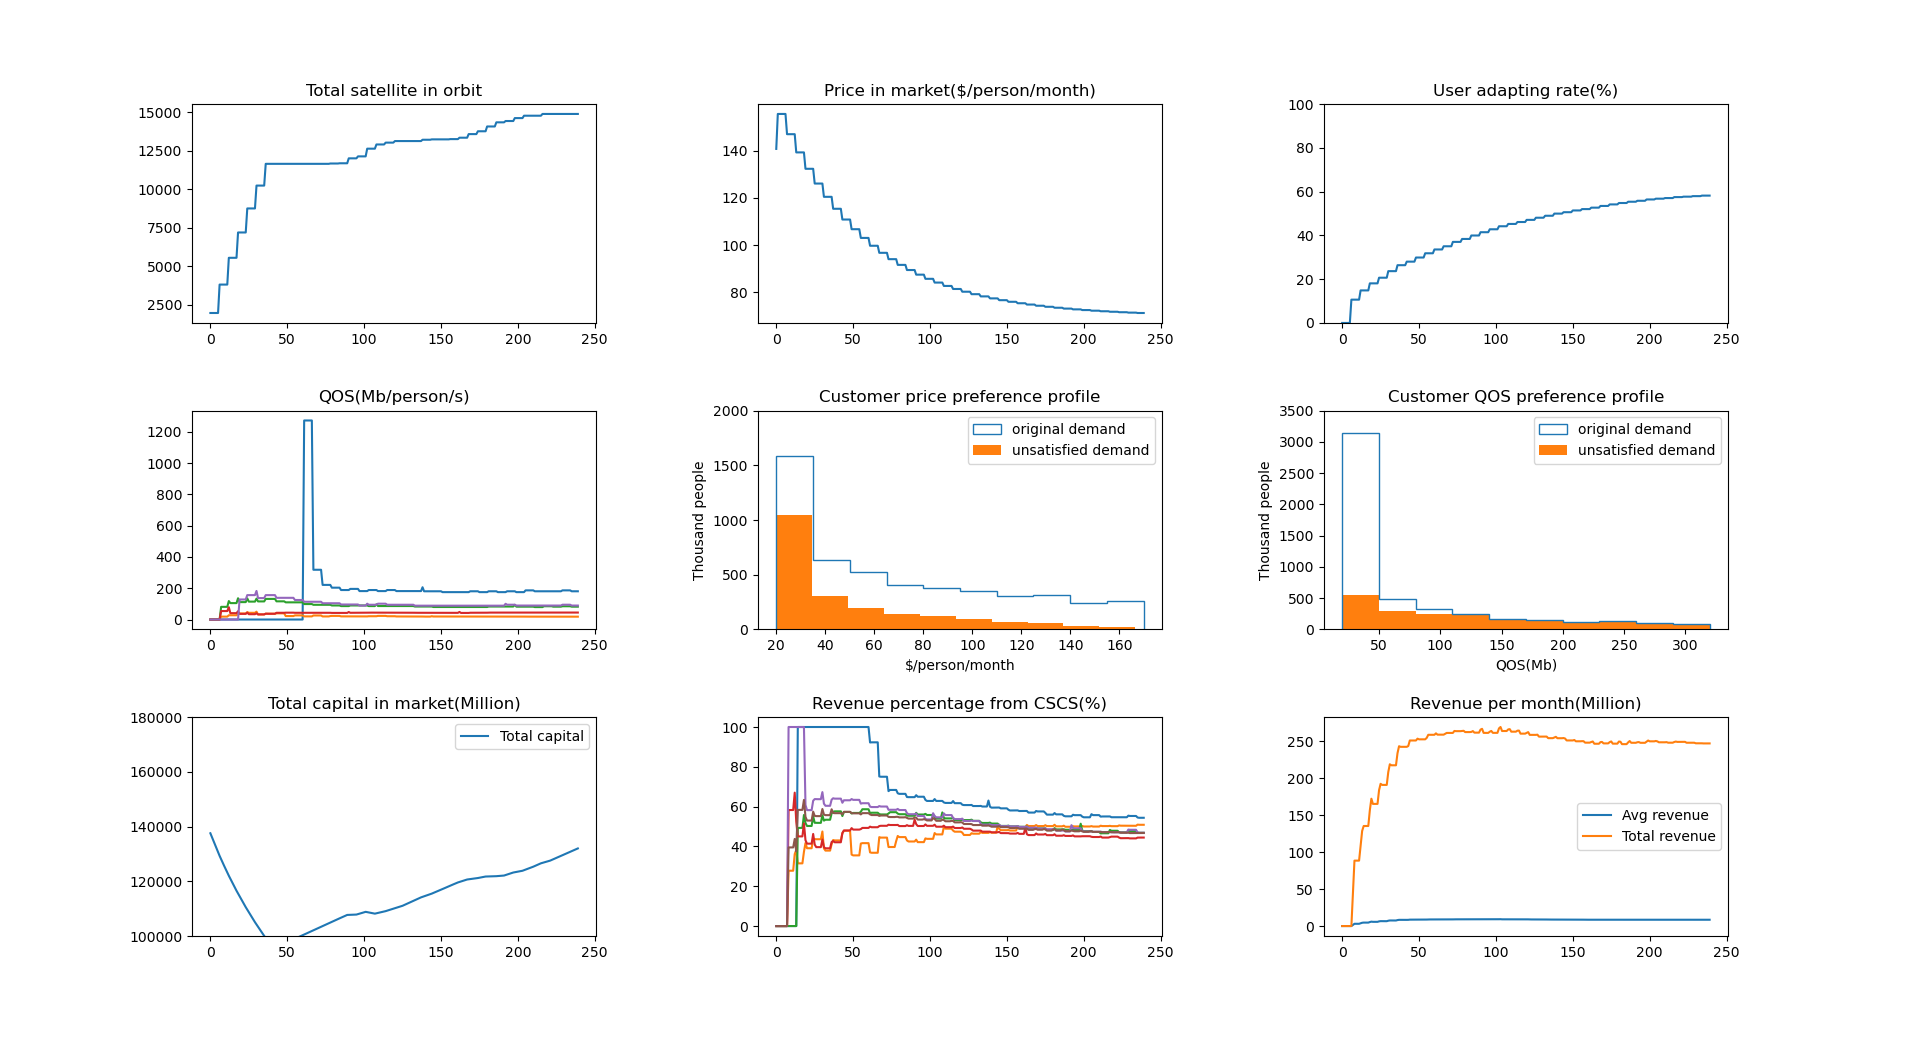 Total satellite in orbit
15000
12500
10000
7500
5000
2500
0 50 100 150 200 250
Price in market($/person/month)
140
120
100
80
0 50 100 150 200 250
User adapting rate(%)
100
80
60
40
20
0
0 50 100 150 200 250
QOS(Mb/person/s)
1200
1000
800
600
400
200
0
0 50 100 150 200 250
Customer price preference profile
original demand
unsatisfied demand
Thousand people
2000
1500
1000
500
0
20 40 60 80 100 120 140 160
$/person/month
Customer QOS preference profile
original demand
unsatisfied demand
Thousand people
3500
3000
2500
2000
1500
1000
500
0
50 100 150 200 250 300
QOS(Mb)
Total capital in market(Million)
Total capital
180000
160000
140000
120000
100000
0 50 100 150 200 250
Revenue percentage from CSCS(%)
100
80
60
40
20
0
0 50 100 150 200 250
Revenue per month(Million)
250
200
150
100
50
0
Avg revenue
Total revenue
0 50 100 150 200 250